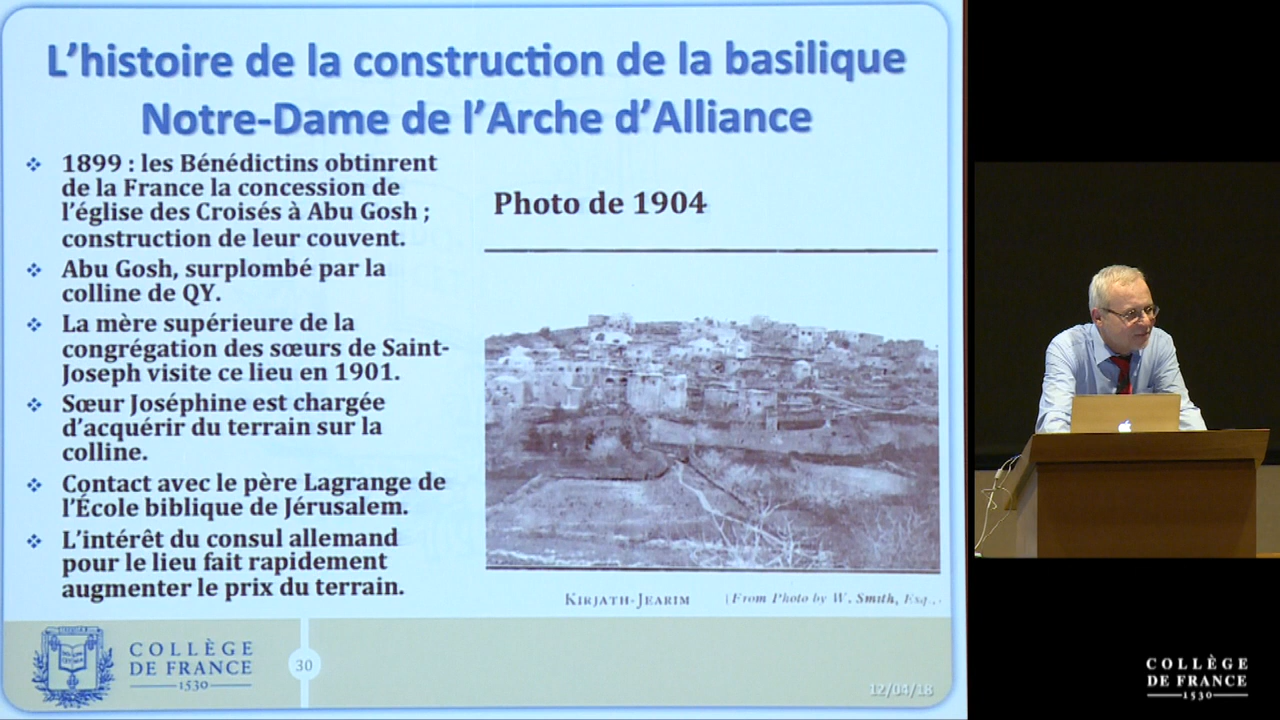 L'histoire de la construction de la basilique
Notre-Dame de l'Arche d'Alliance
1899 : les Bénédictins obtinrent
de la France la concession de
l'église des Croisés à Abu Gosh ;
construction de leur couvent.
Abu Gosh, surplombé par la
colline de QY.
La mère supérieure de la
congrégation des sœurs de Saint-
Joseph visite ce lieu en 1901.
Sœur Joséphine est chargée
d'acquérir du terrain sur la
colline.
Contact avec le père Lagrange de
l'École biblique de Jérusalem.
L'intérêt du consul allemand
pour le lieu fait rapidement
augmenter le prix du terrain.
Photo de 1904
KIRJATH-JEARIM
[From Photo by W. Smith, Esq.,
COLLÈGE
DE FRANCE
1530
30
12/04/18
COLLÈGE
DE FRANCE
1530